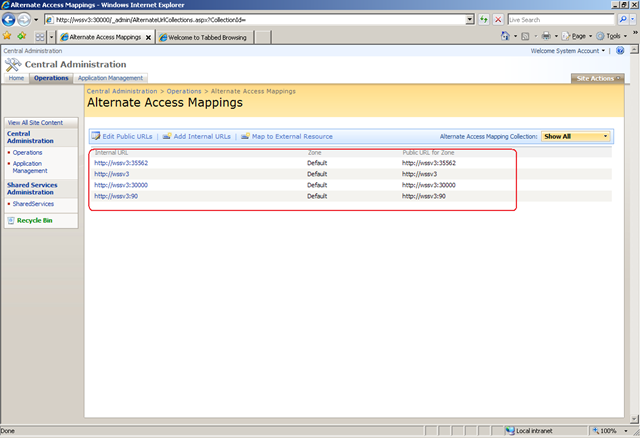 Alternate Access Mappings - Windows Internet Explorer
http://wssv3:30000/_admin/AlternateUrlCollections.aspx?CollectionId=
Live Search
Alternate Access Mappings
Welcome to Tabbed Browsing
Page
Tools
Central Administration
Welcome System Account
Central Administration
Home
Operations
Application Management
Site Actions
Central Administration > Operations > Alternate Access Mappings
Alternate Access Mappings
View All Site Content
Central Administration
Operations
Application Management
Shared Services Administration
SharedServices
Recycle Bin
Edit Public URLs | Add Internal URLs | Map to External Resource
Alternate Access Mapping Collection: Show All
Internal URL Zone Public URL for Zone
http://wssv3:35562 Default http://wssv3:35562
http://wssv3 Default http://wssv3
http://wssv3:30000 Default http://wssv3:30000
http://wssv3:90 Default http://wssv3:90
Done
Local intranet
100%